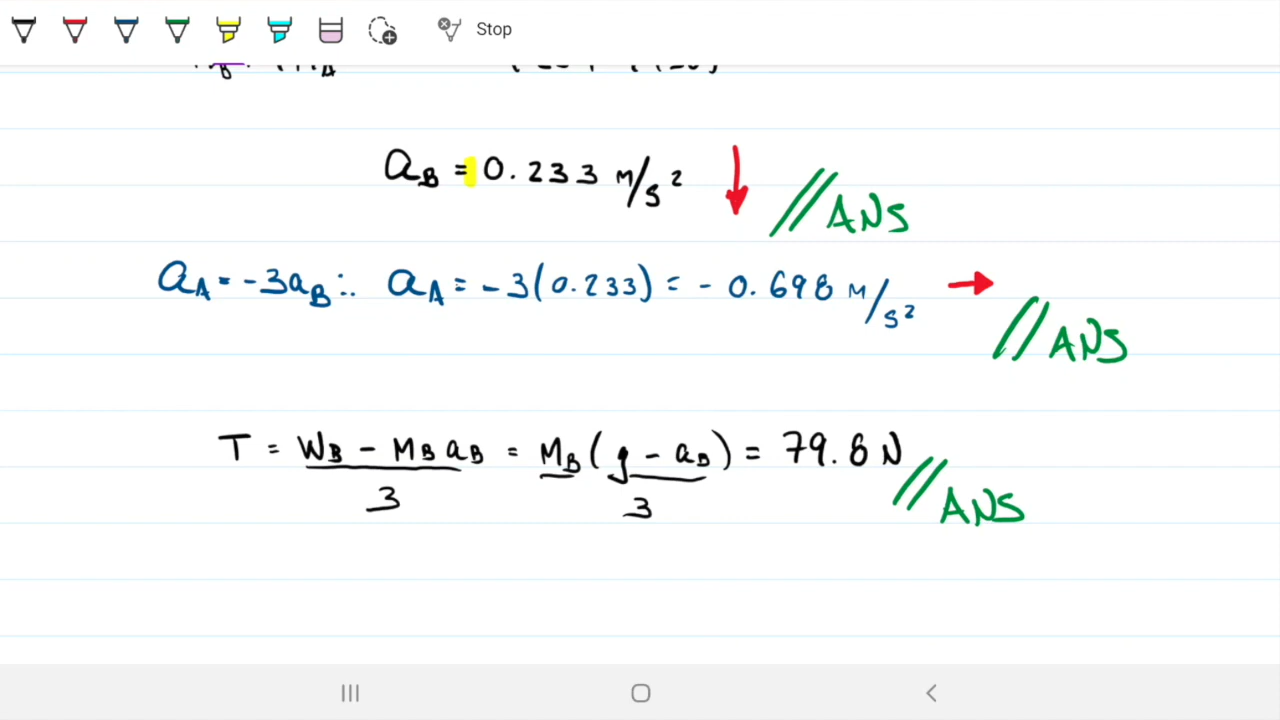 Stop
aB = 0.233 m/s²
//ANS
aA = -3aB ∴ aA = -3(0.233) = -0.698 m/s²
//ANS
T = WB - MB aB / 3 = MB(g - aB) / 3 = 79.8 N
//ANS